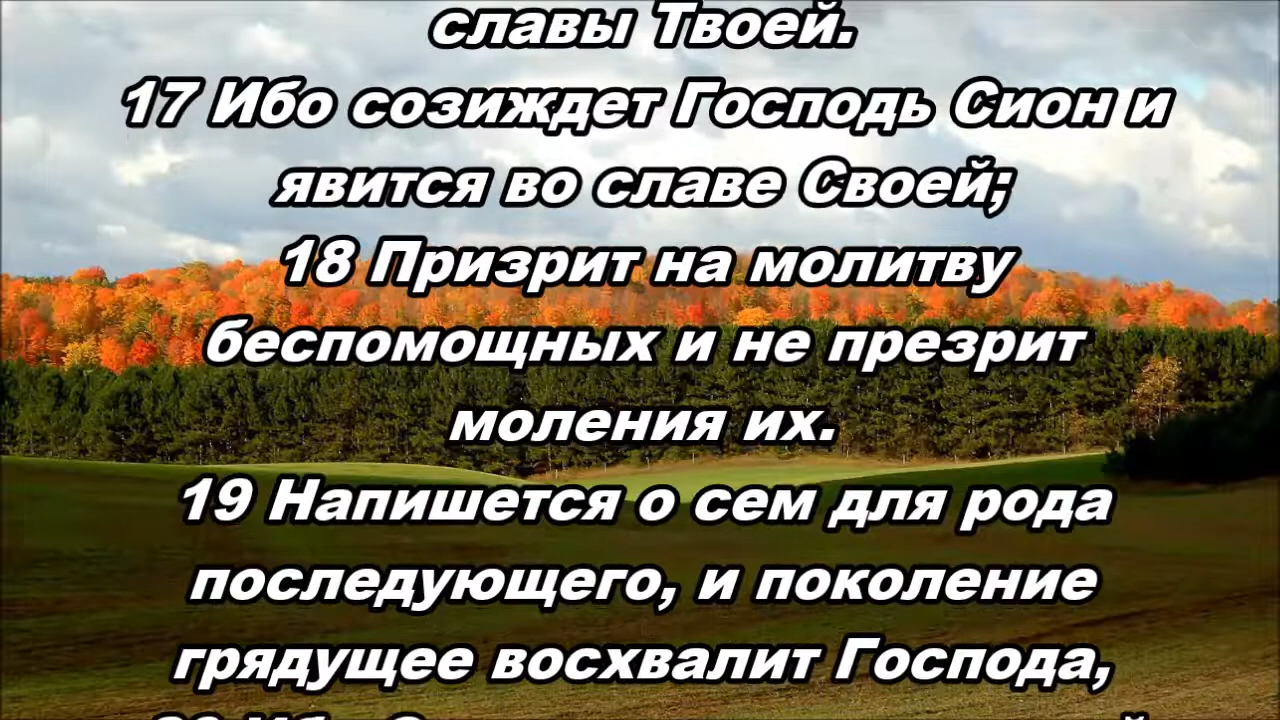 славы Твоей.
17 Ибо созиждет Господь Сион и
явится во славе Своей;
18 Призрит на молитву
беспомощных и не презрит
моления их.
19 Напишется о сем для рода
последующего, и поколение
грядущее восхвалит Господа,